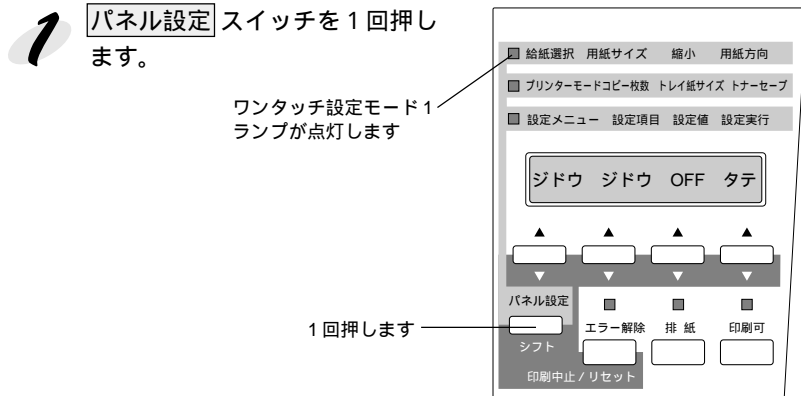 1
パネル設定 スイッチを1回押し
ます。
ワンタッチ設定モード1
ランプが点灯します
給紙選択 用紙サイズ 縮小 用紙方向
プリンターモード コピー枚数 トレイ紙サイズ トナーセーブ
設定メニュー 設定項目 設定値 設定実行
ジドウ ジドウ OFF タテ
パネル設定
1回押します
エラー解除 排 紙 印刷可
シフト
印刷中止/リセット